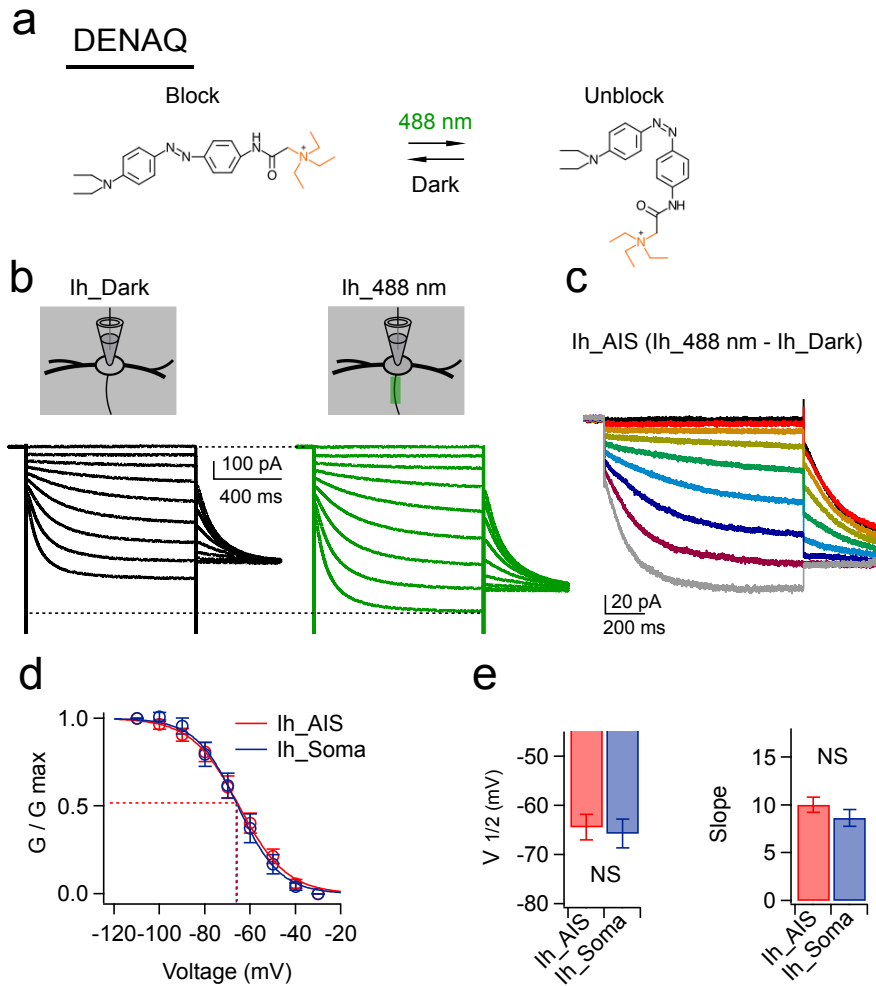 a
DENAQ
Block
Unblock
488 nm
Dark
N
N
N
H
N
O
N
+
N
N
N
O
NH
N
+
b
Ih_Dark
Ih_488 nm
100 pA
400 ms
c
Ih_AIS (Ih_488 nm - Ih_Dark)
20 pA
200 ms
d
Ih_AIS
Ih_Soma
1.0
0.5
0.0
G / G max
-120 -100 -80 -60 -40 -20
Voltage (mV)
e
-50
-60
-70
-80
V 1/2 (mV)
NS
Ih_AIS
Ih_Soma
15
10
5
0
Slope
NS
Ih_AIS
Ih_Soma